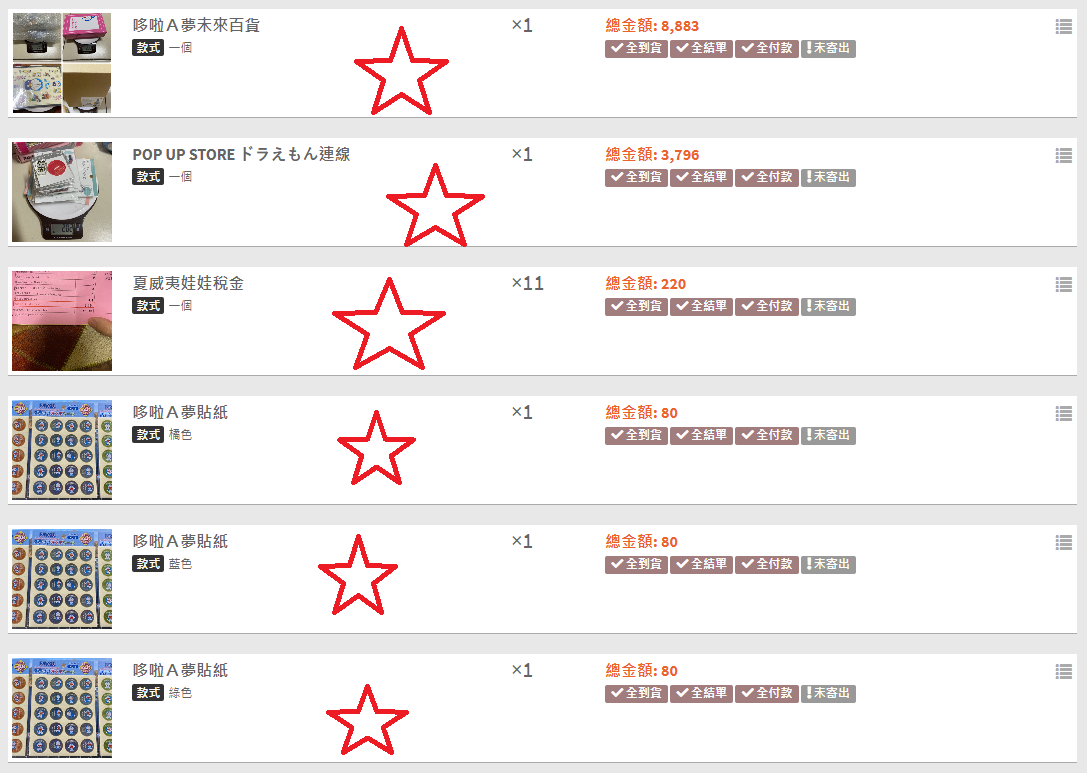 哆啦A夢未來百貨 ×1 總金額: 8,883
款式 一個 全到貨 全結單 全付款 未寄出
POP UP STORE ドラえもん連線 ×1 總金額: 3,796
款式 一個 全到貨 全結單 全付款 未寄出
夏威夷娃娃稅金 ×11 總金額: 220
款式 一個 全到貨 全結單 全付款 未寄出
哆啦A夢貼紙 ×1 總金額: 80
款式 橘色 全到貨 全結單 全付款 未寄出
哆啦A夢貼紙 ×1 總金額: 80
款式 藍色 全到貨 全結單 全付款 未寄出
哆啦A夢貼紙 ×1 總金額: 80
款式 綠色 全到貨 全結單 全付款 未寄出